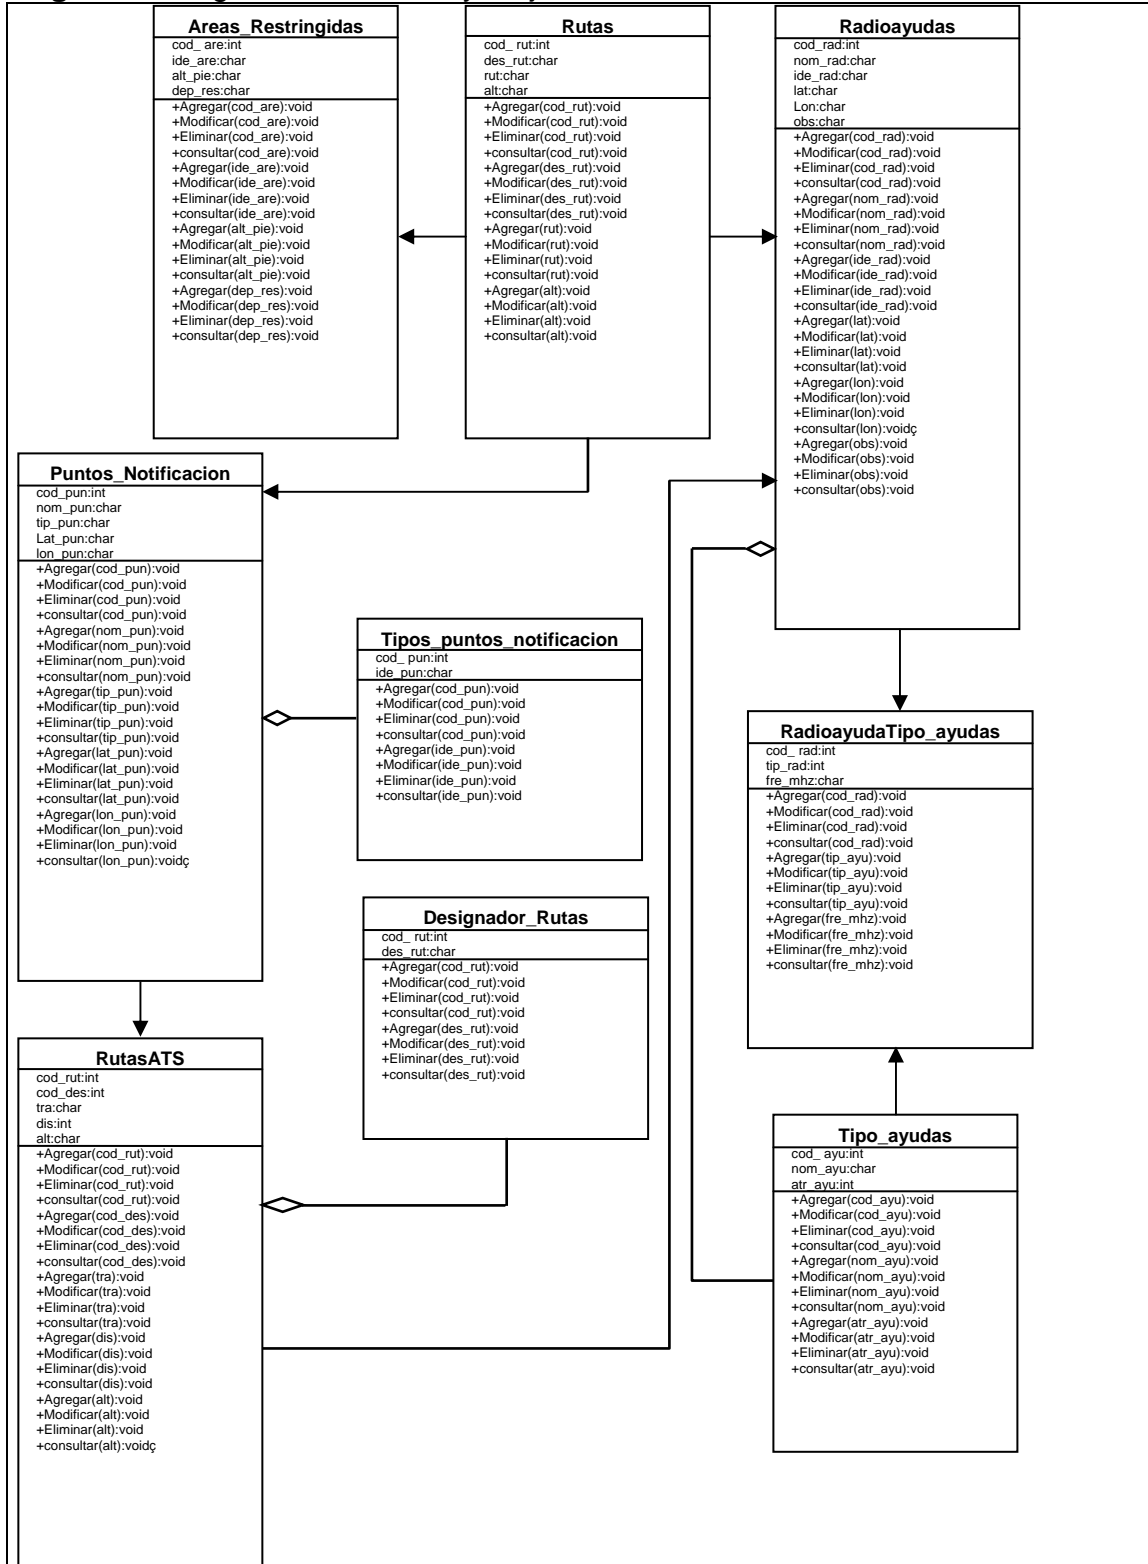 Areas_Restringidas
cod_ are:int
ide_are:char
alt_pie:char
dep_res:char
+Agregar(cod_are):void
+Modificar(cod_are):void
+Eliminar(cod_are):void
+consultar(cod_are):void
+Agregar(ide_are):void
+Modificar(ide_are):void
+Eliminar(ide_are):void
+consultar(ide_are):void
+Agregar(alt_pie):void
+Modificar(alt_pie):void
+Eliminar(alt_pie):void
+consultar(alt_pie):void
+Agregar(dep_res):void
+Modificar(dep_res):void
+Eliminar(dep_res):void
+consultar(dep_res):void
Rutas
cod_ rut:int
des_rut:char
rut:char
alt:char
+Agregar(cod_rut):void
+Modificar(cod_rut):void
+Eliminar(cod_rut):void
+consultar(cod_rut):void
+Agregar(des_rut):void
+Modificar(des_rut):void
+Eliminar(des_rut):void
+consultar(des_rut):void
+Agregar(rut):void
+Modificar(rut):void
+Eliminar(rut):void
+consultar(rut):void
+Agregar(alt):void
+Modificar(alt):void
+Eliminar(alt):void
+consultar(alt):void
Radioayudas
cod_rad:int
nom_rad:char
ide_rad:char
lat:char
Lon:char
obs:char
+Agregar(cod_rad):void
+Modificar(cod_rad):void
+Eliminar(cod_rad):void
+consultar(cod_rad):void
+Agregar(nom_rad):void
+Modificar(nom_rad):void
+Eliminar(nom_rad):void
+consultar(nom_rad):void
+Agregar(ide_rad):void
+Modificar(ide_rad):void
+Eliminar(ide_rad):void
+consultar(ide_rad):void
+Agregar(lat):void
+Modificar(lat):void
+Eliminar(lat):void
+consultar(lat):void
+Agregar(lon):void
+Modificar(lon):void
+Eliminar(lon):void
+consultar(lon):voidç
+Agregar(obs):void
+Modificar(obs):void
+Eliminar(obs):void
+consultar(obs):void
Puntos_Notificacion
cod_pun:int
nom_pun:char
tip_pun:char
Lat_pun:char
lon_pun:char
+Agregar(cod_pun):void
+Modificar(cod_pun):void
+Eliminar(cod_pun):void
+consultar(cod_pun):void
+Agregar(nom_pun):void
+Modificar(nom_pun):void
+Eliminar(nom_pun):void
+consultar(nom_pun):void
+Agregar(tip_pun):void
+Modificar(tip_pun):void
+Eliminar(tip_pun):void
+consultar(tip_pun):void
+Agregar(lat_pun):void
+Modificar(lat_pun):void
+Eliminar(lat_pun):void
+consultar(lat_pun):void
+Agregar(lon_pun):void
+Modificar(lon_pun):void
+Eliminar(lon_pun):void
+consultar(lon_pun):voidç
Tipos_puntos_notificacion
cod_ pun:int
ide_pun:char
+Agregar(cod_pun):void
+Modificar(cod_pun):void
+Eliminar(cod_pun):void
+consultar(cod_pun):void
+Agregar(ide_pun):void
+Modificar(ide_pun):void
+Eliminar(ide_pun):void
+consultar(ide_pun):void
RadioayudaTipo_ayudas
cod_ rad:int
tip_rad:int
fre_mhz:char
+Agregar(cod_rad):void
+Modificar(cod_rad):void
+Eliminar(cod_rad):void
+consultar(cod_rad):void
+Agregar(tip_ayu):void
+Modificar(tip_ayu):void
+Eliminar(tip_ayu):void
+consultar(tip_ayu):void
+Agregar(fre_mhz):void
+Modificar(fre_mhz):void
+Eliminar(fre_mhz):void
+consultar(fre_mhz):void
Designador_Rutas
cod_ rut:int
des_rut:char
+Agregar(cod_rut):void
+Modificar(cod_rut):void
+Eliminar(cod_rut):void
+consultar(cod_rut):void
+Agregar(des_rut):void
+Modificar(des_rut):void
+Eliminar(des_rut):void
+consultar(des_rut):void
RutasATS
cod_rut:int
cod_des:int
tra:char
dis:int
alt:char
+Agregar(cod_rut):void
+Modificar(cod_rut):void
+Eliminar(cod_rut):void
+consultar(cod_rut):void
+Agregar(cod_des):void
+Modificar(cod_des):void
+Eliminar(cod_des):void
+consultar(cod_des):void
+Agregar(tra):void
+Modificar(tra):void
+Eliminar(tra):void
+consultar(tra):void
+Agregar(dis):void
+Modificar(dis):void
+Eliminar(dis):void
+consultar(dis):void
+Agregar(alt):void
+Modificar(alt):void
+Eliminar(alt):void
+consultar(alt):voidç
Tipo_ayudas
cod_ ayu:int
nom_ayu:char
atr_ayu:int
+Agregar(cod_ayu):void
+Modificar(cod_ayu):void
+Eliminar(cod_ayu):void
+consultar(cod_ayu):void
+Agregar(nom_ayu):void
+Modificar(nom_ayu):void
+Eliminar(nom_ayu):void
+consultar(nom_ayu):void
+Agregar(atr_ayu):void
+Modificar(atr_ayu):void
+Eliminar(atr_ayu):void
+consultar(atr_ayu):void